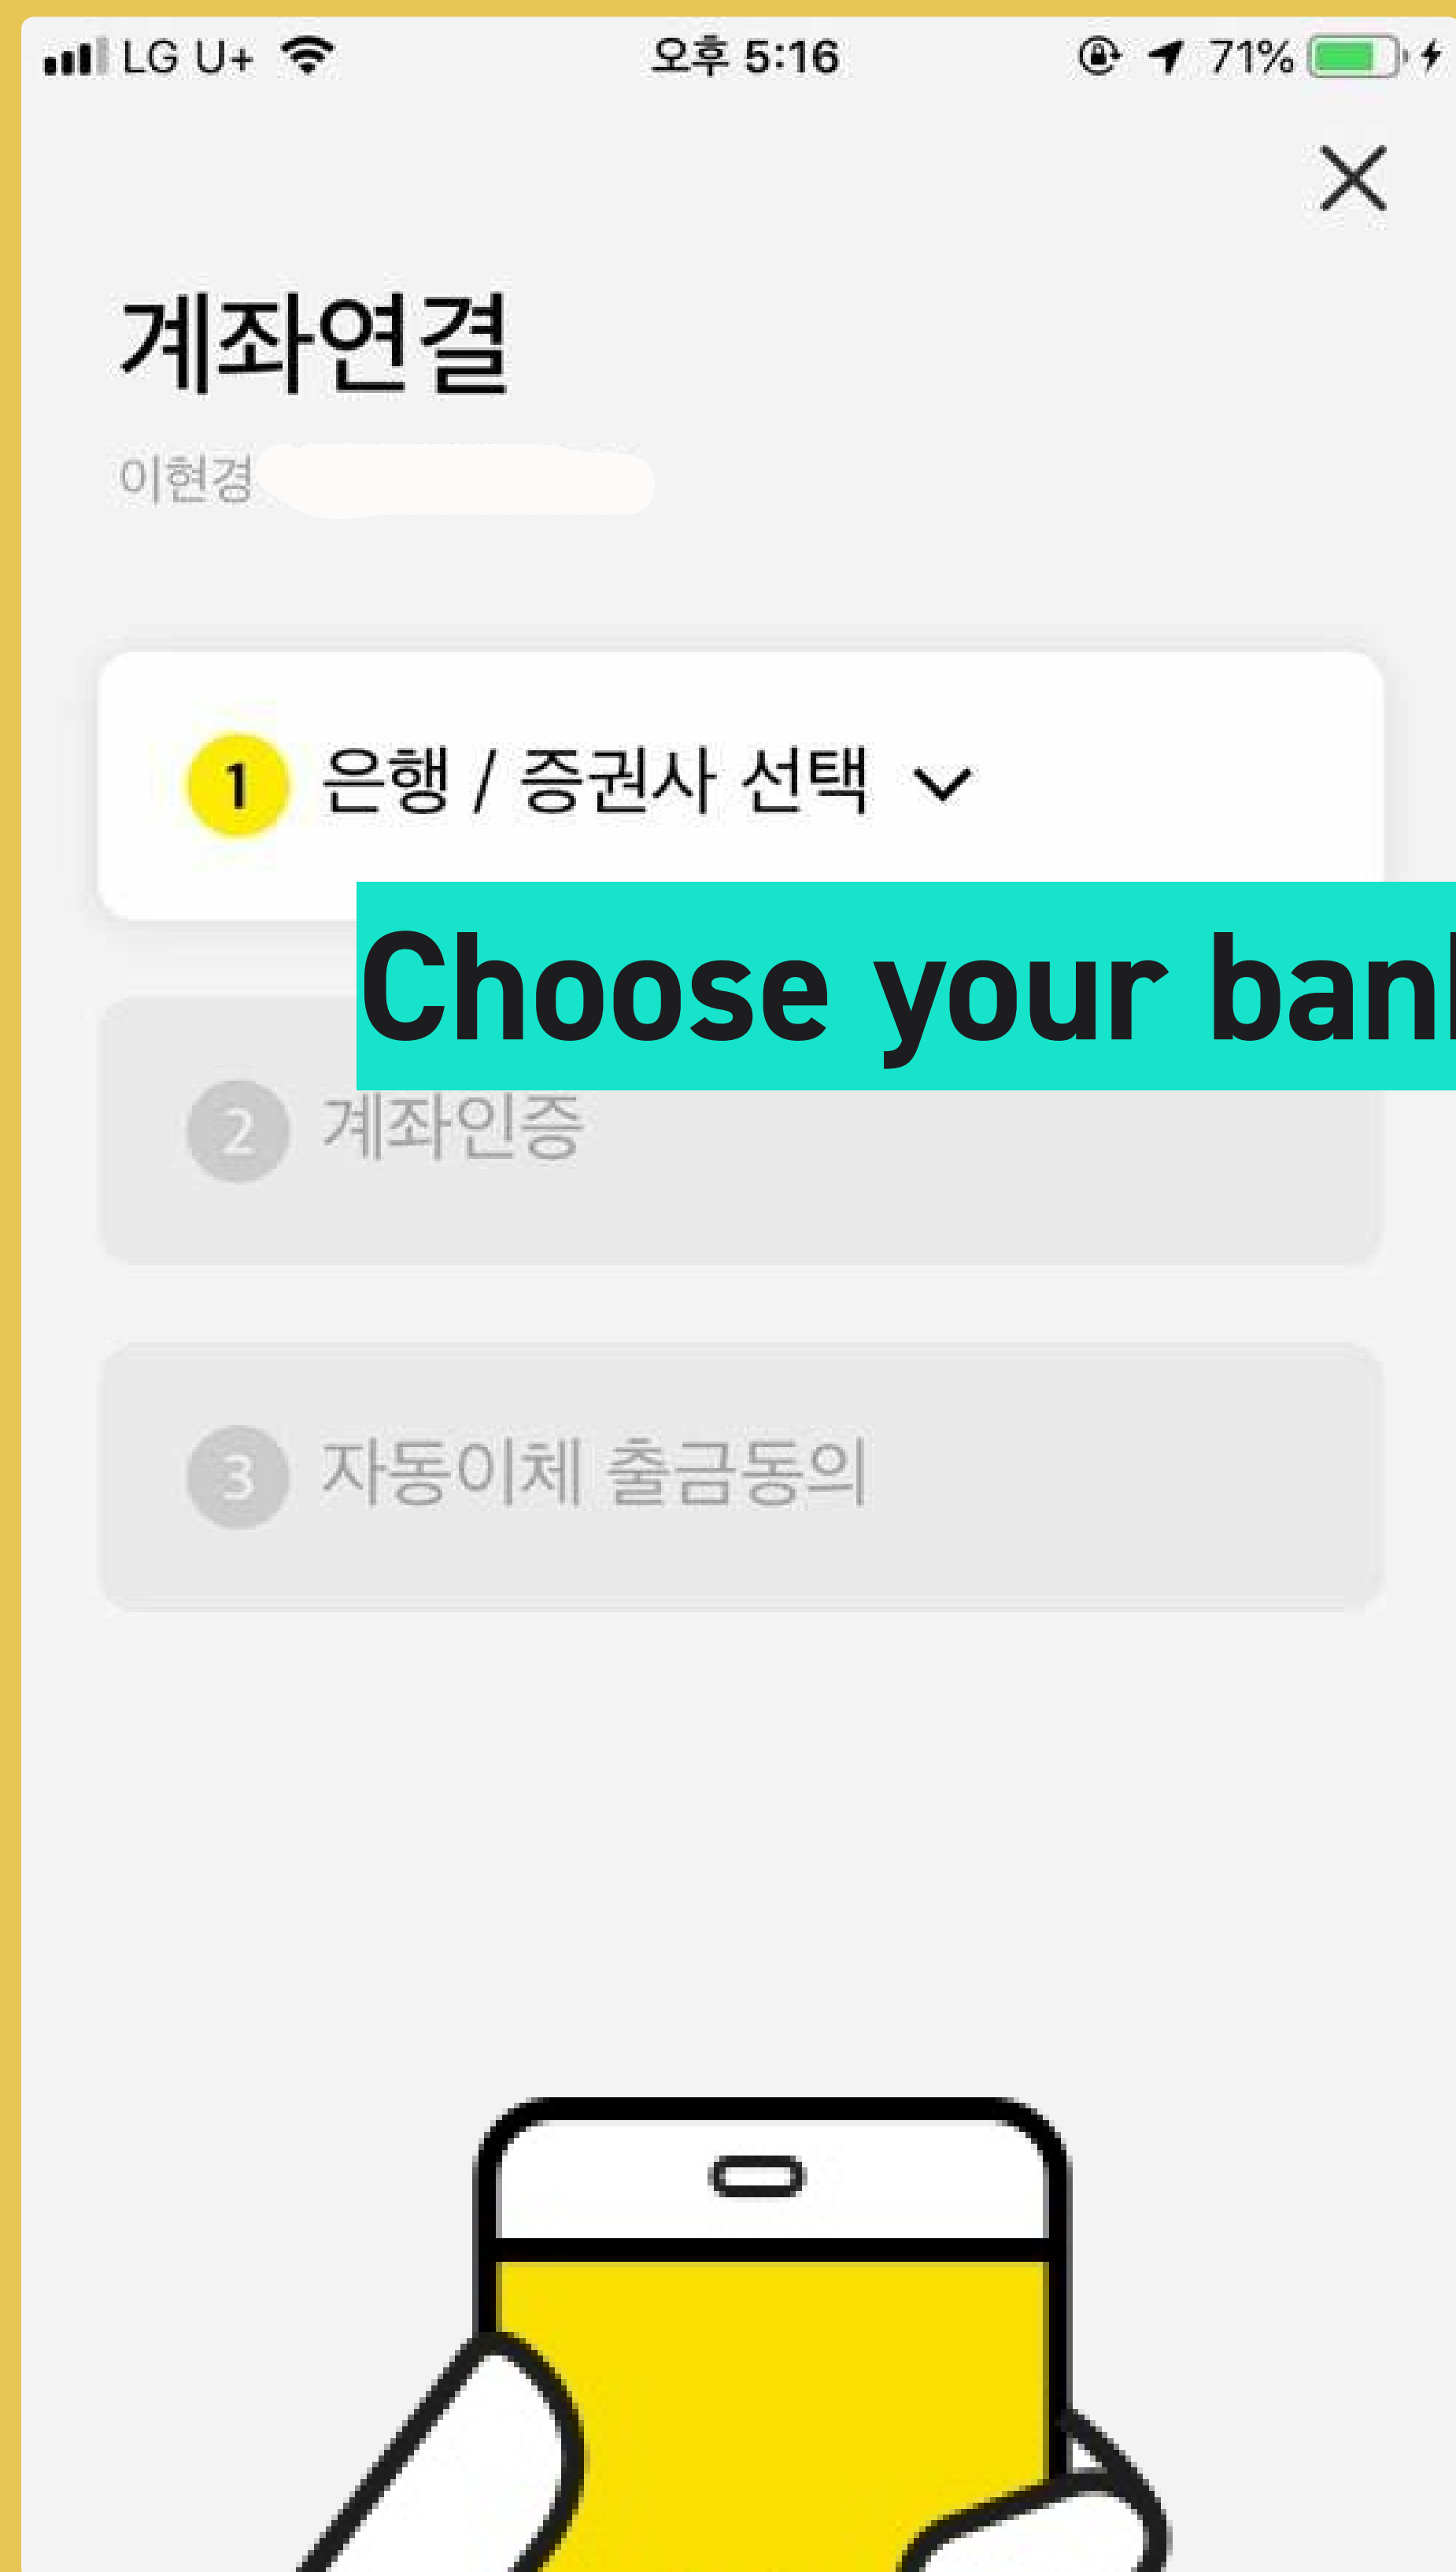 LG U+ 오후 5:16 71%
계좌연결
이현경
1 은행 / 증권사 선택
Choose your
2 계좌인증
3 자동이체 출금동의